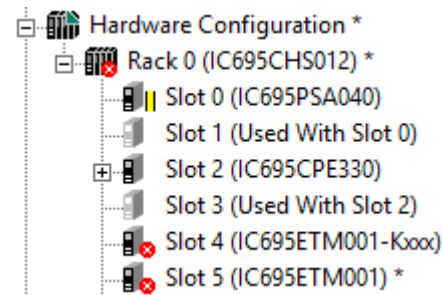 Hardware Configuration *
Rack 0 (IC695CHS012) *
Slot 0 (IC695PSA040)
Slot 1 (Used With Slot 0)
Slot 2 (IC695CPE330)
Slot 3 (Used With Slot 2)
Slot 4 (IC695ETM001-Kxxx)
Slot 5 (IC695ETM001) *